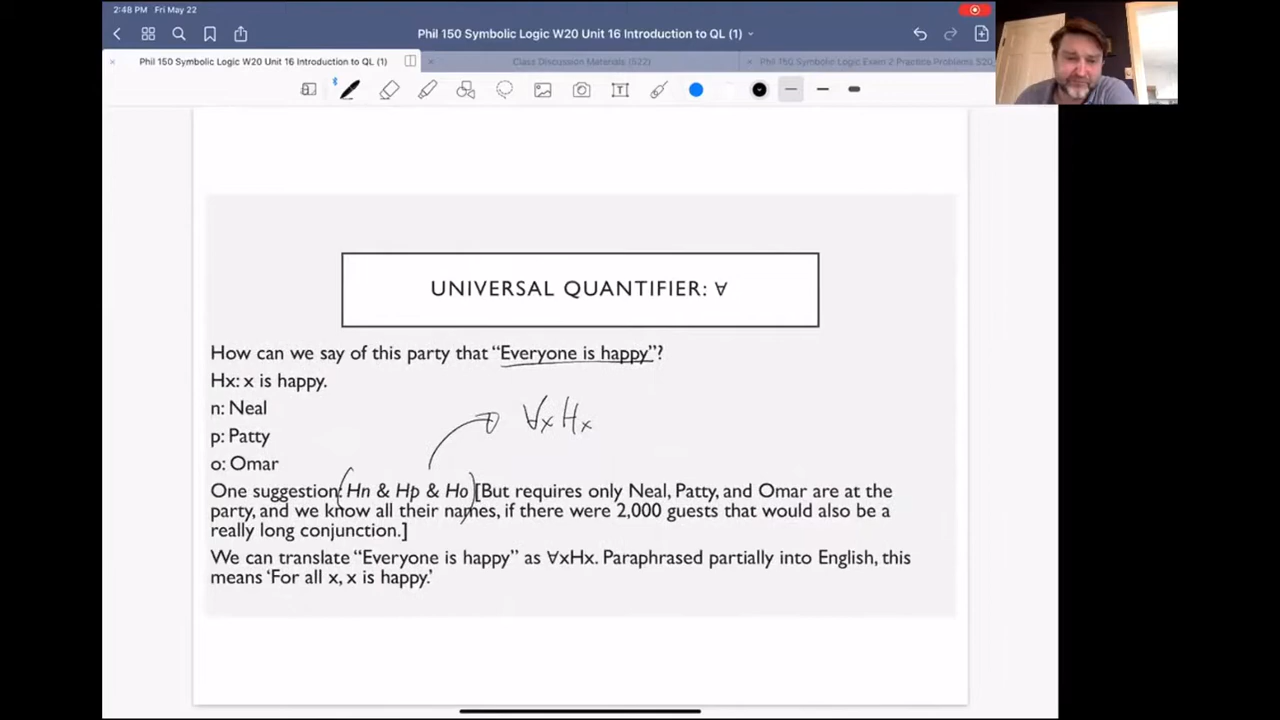 2:48 PM Fri May 22
Phil 150 Symbolic Logic W20 Unit 16 Introduction to QL (1)
Phil 150 Symbolic Logic W20 Unit 16 Introduction to QL (1)
Class Discussion Materials (522)
Phil 150 Symbolic Logic Exam 2 Practice Problems 520
UNIVERSAL QUANTIFIER: ∀
How can we say of this party that “Everyone is happy”?
Hx: x is happy.
n: Neal
∀xHx
p: Patty
o: Omar
One suggestion: (Hn & Hp & Ho) [But requires only Neal, Patty, and Omar are at the
party, and we know all their names, if there were 2,000 guests that would also be a
really long conjunction.]
We can translate “Everyone is happy” as ∀xHx. Paraphrased partially into English, this
means ‘For all x, x is happy.’